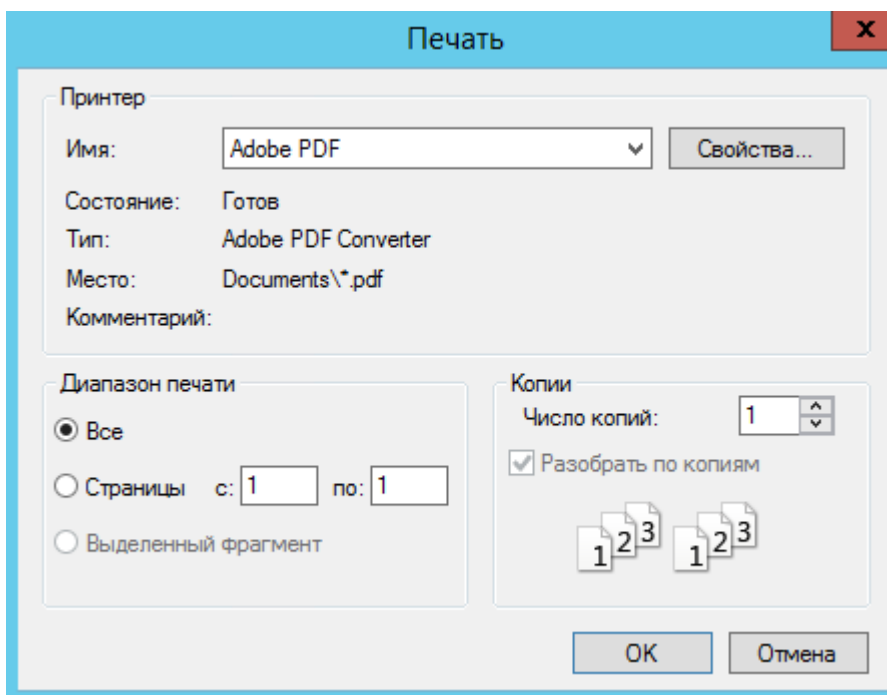 Печать
x
Принтер
Имя: Adobe PDF Свойства...
Состояние: Готов
Тип: Adobe PDF Converter
Место: Documents\*.pdf
Комментарий:
Диапазон печати
Все
Страницы с: 1 по: 1
Выделенный фрагмент
Копии
Число копий: 1
Разобрать по копиям
1 2 3 1 2 3
OK Отмена